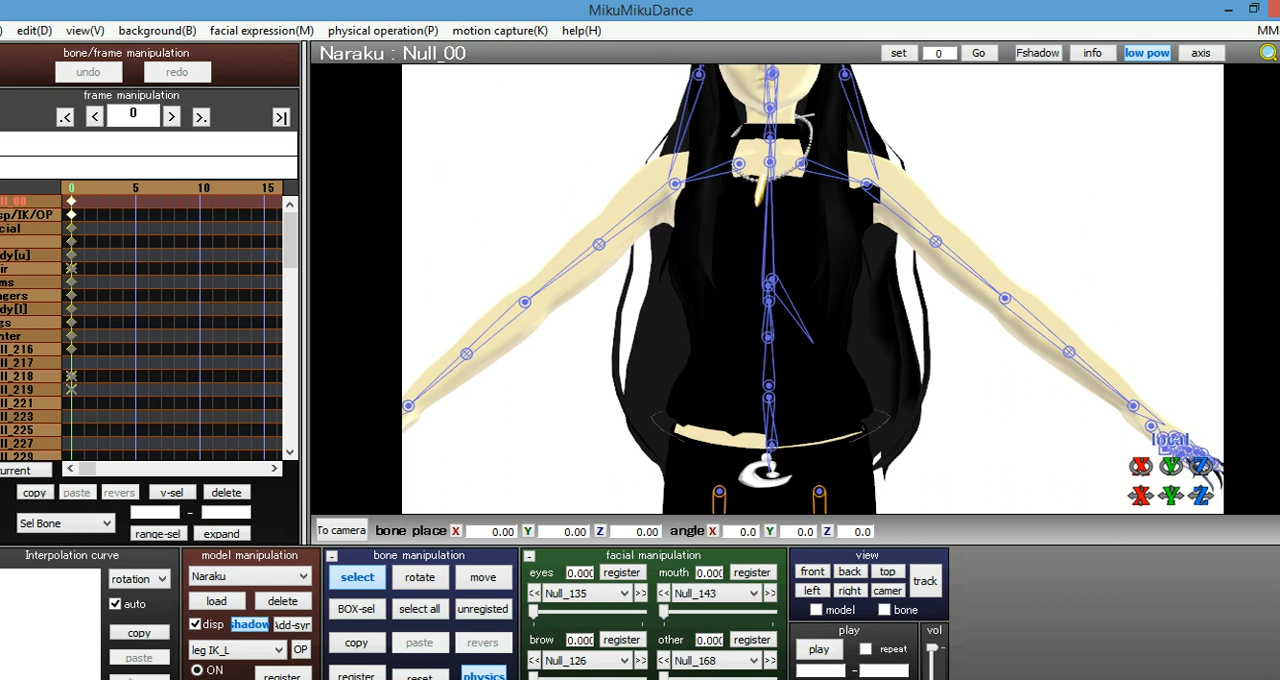 MikuMikuDance
) edit(D) view(V) background(B) facial expression(M) physical operation(P) motion capture(K) help(H) MM
bone/frame manipulation
undo redo
frame manipulation
.< < 0 > >. >|
Naraku : Null_00
set 0 Go Fshadow info low pow axis
0 5 10 15
ll_00
sp/IK/OP
cial
dy[u]
ir
ms
ngers
dy[l]
gs
nter
ll_216
ll_217
ll_218
ll_219
ll_221
ll_223
ll_225
ll_227
ll_229
local
X Y Z
X Y Z
urrent < >
copy paste revers v-sel delete
Sel Bone -
range-sel expand
To camera bone place X 0.00 Y 0.00 Z 0.00 angle X 0.0 Y 0.0 Z 0.0
Interpolation curve
rotation
auto
copy
paste
model manipulation
Naraku
load delete
disp shadow Add-syn
leg IK_L OP
ON register
- bone manipulation
select rotate move
BOX-sel select all unregisted
copy paste revers
register reset physics
- facial manipulation
eyes 0.000 register mouth 0.000 register
<< Null_135 >> << Null_143 >>
brow 0.000 register other 0.000 register
<< Null_126 >> << Null_168 >>
view
front back top
left right camer track
model bone
play
play repeat
-
vol